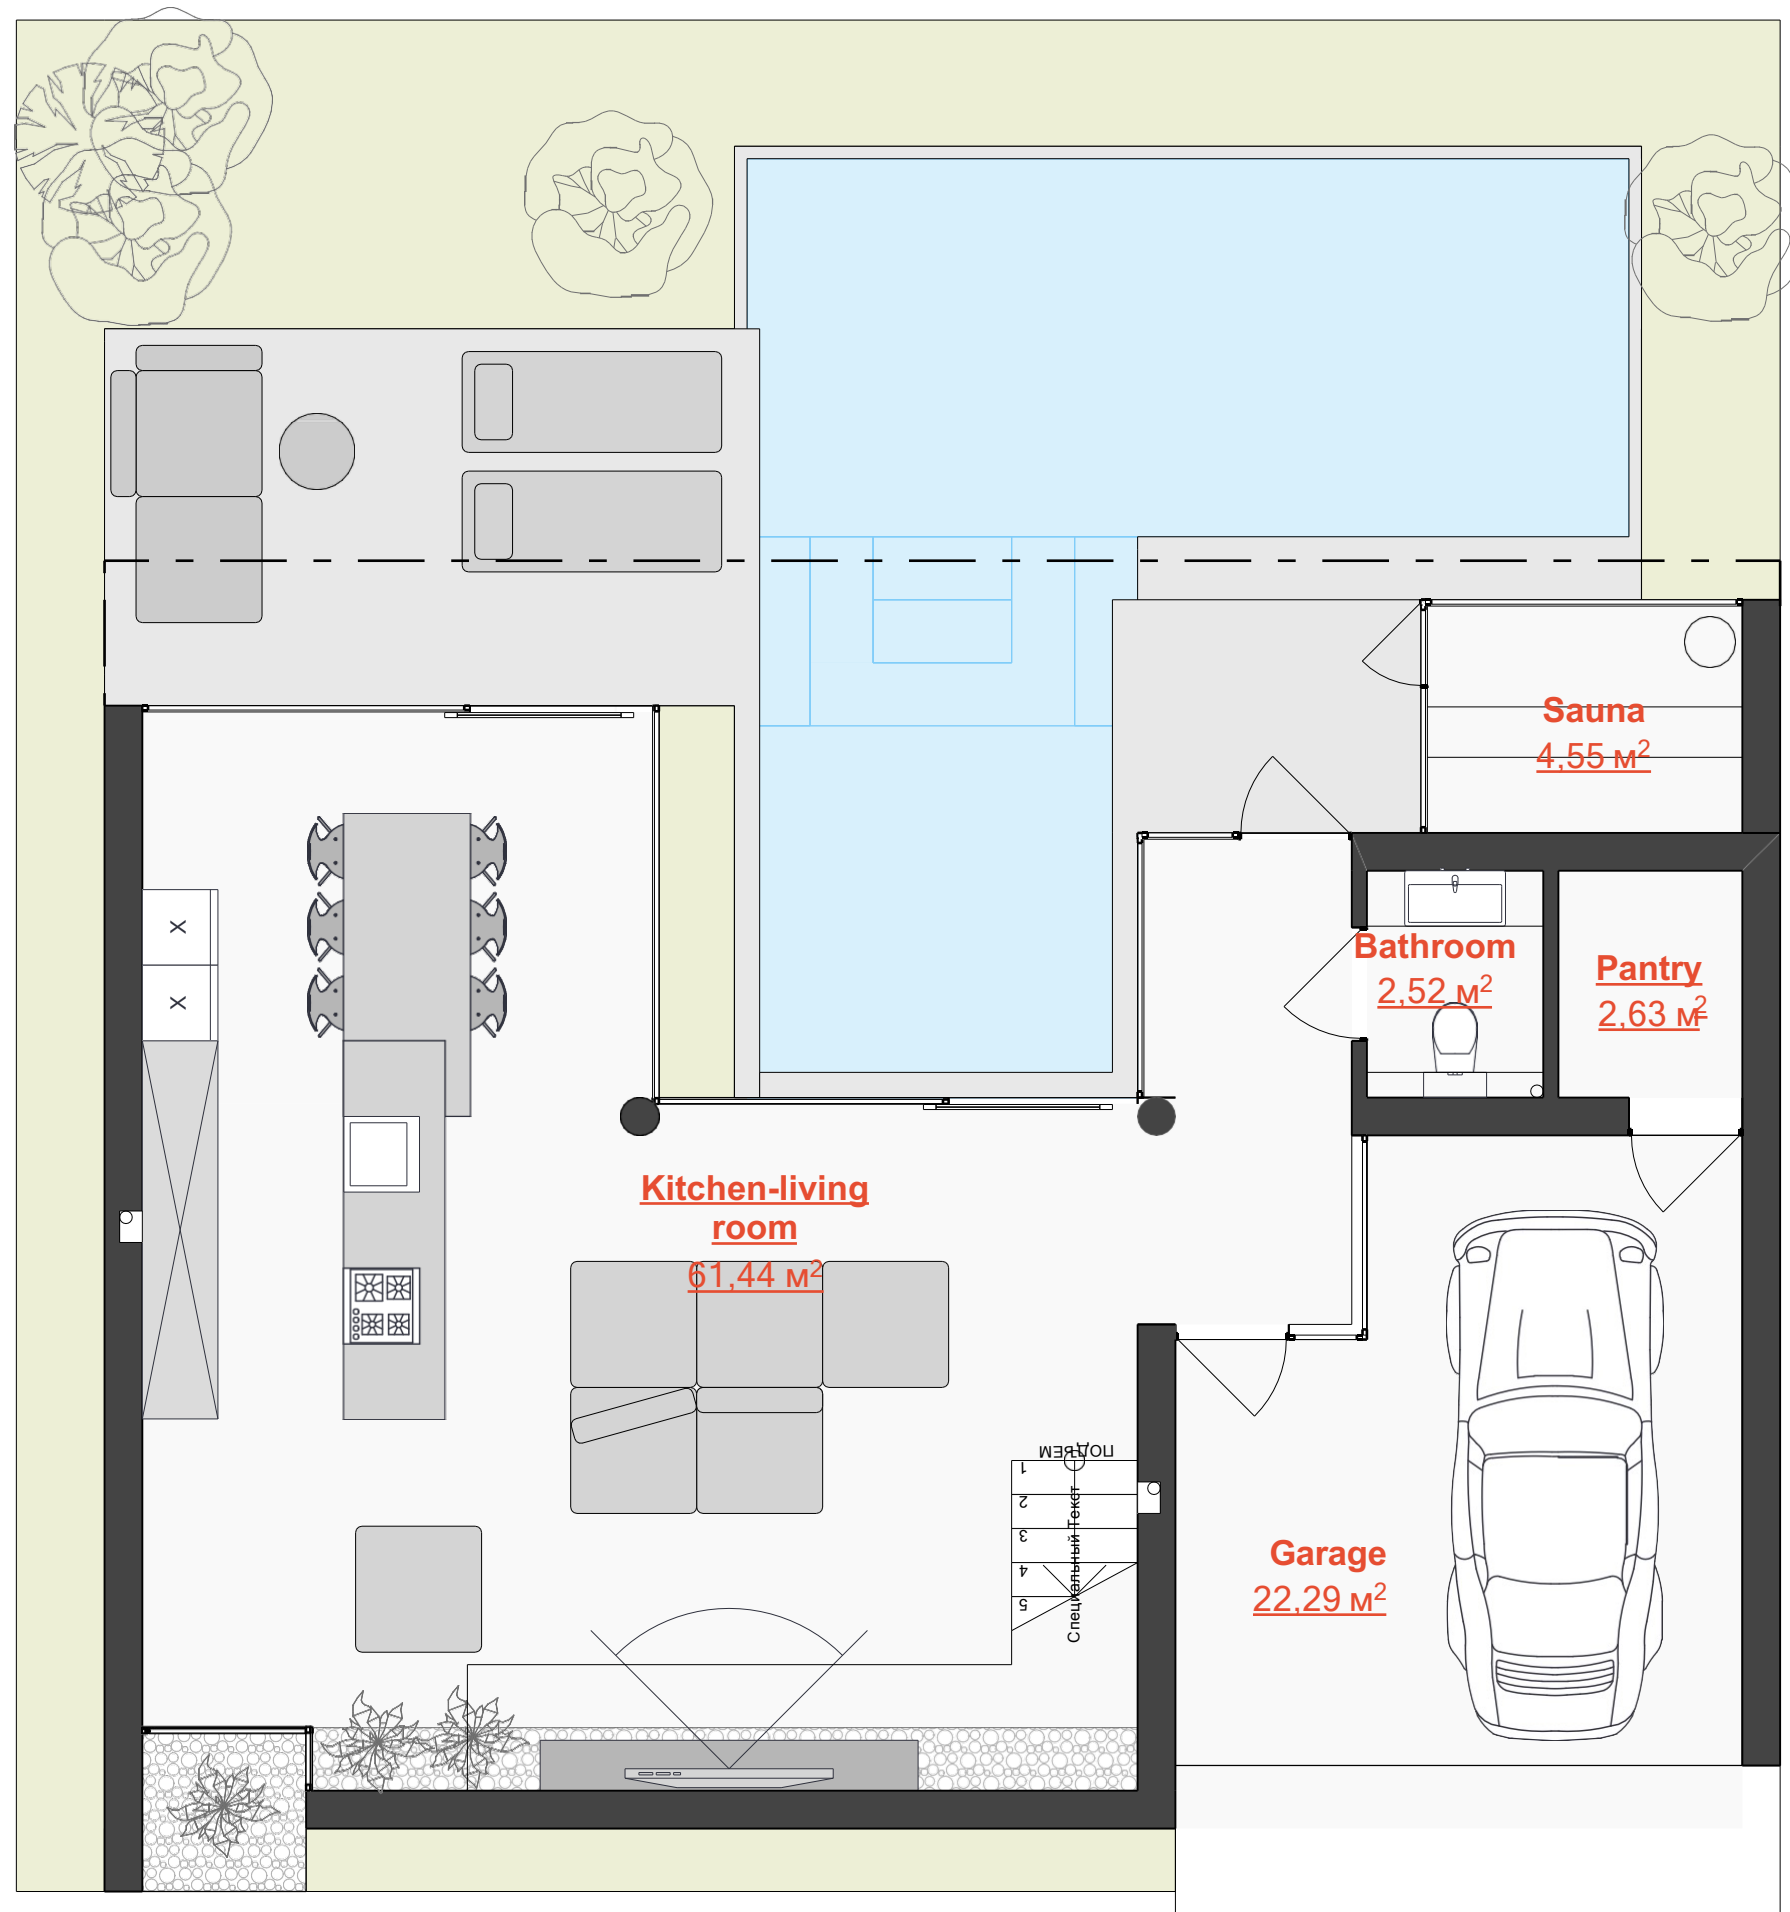 Sauna
4,55 м²
Bathroom
2,52 м²
Pantry
2,63 м²
X
X
Kitchen-living
room
61,44 м²
ПОДЪЕМ
1
2
3
4
5
Специальный Текст
Garage
22,29 м²